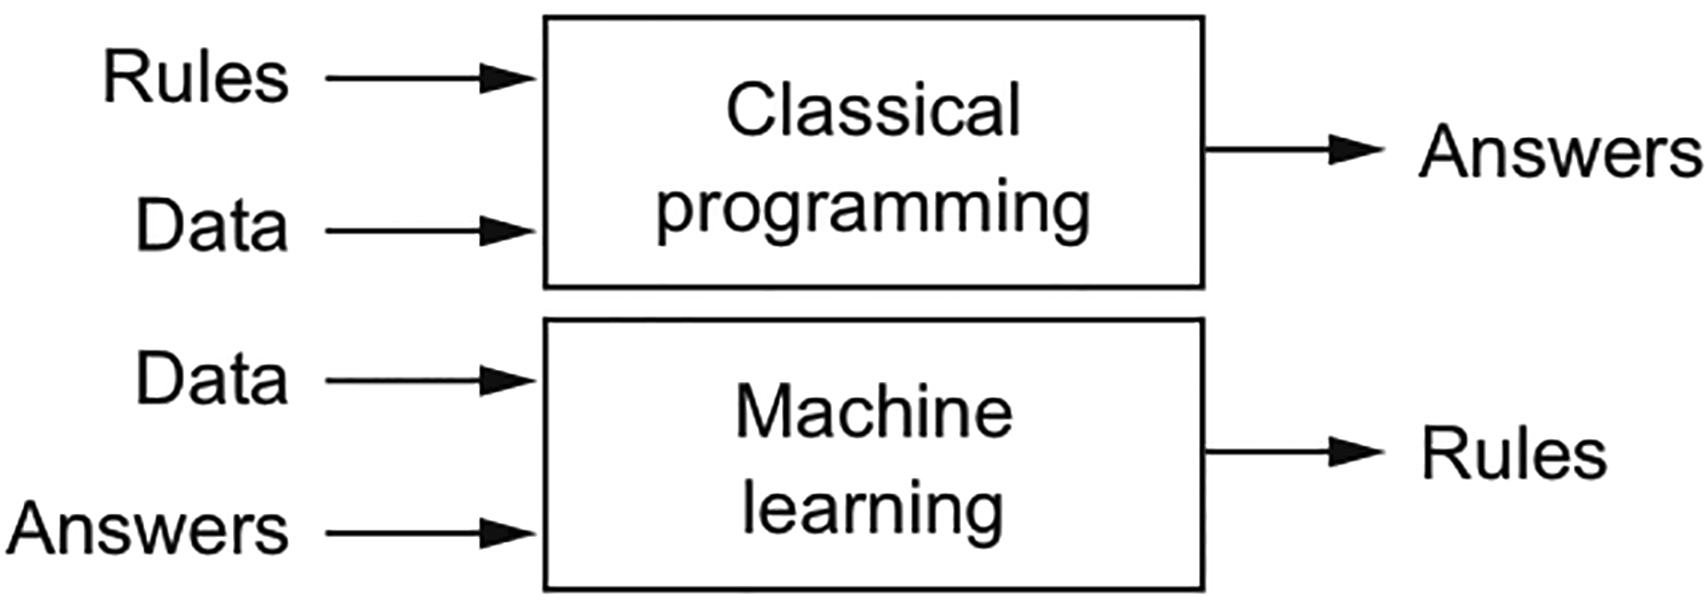 Rules
Data
Classical
programming
Answers
Data
Answers
Machine
learning
Rules